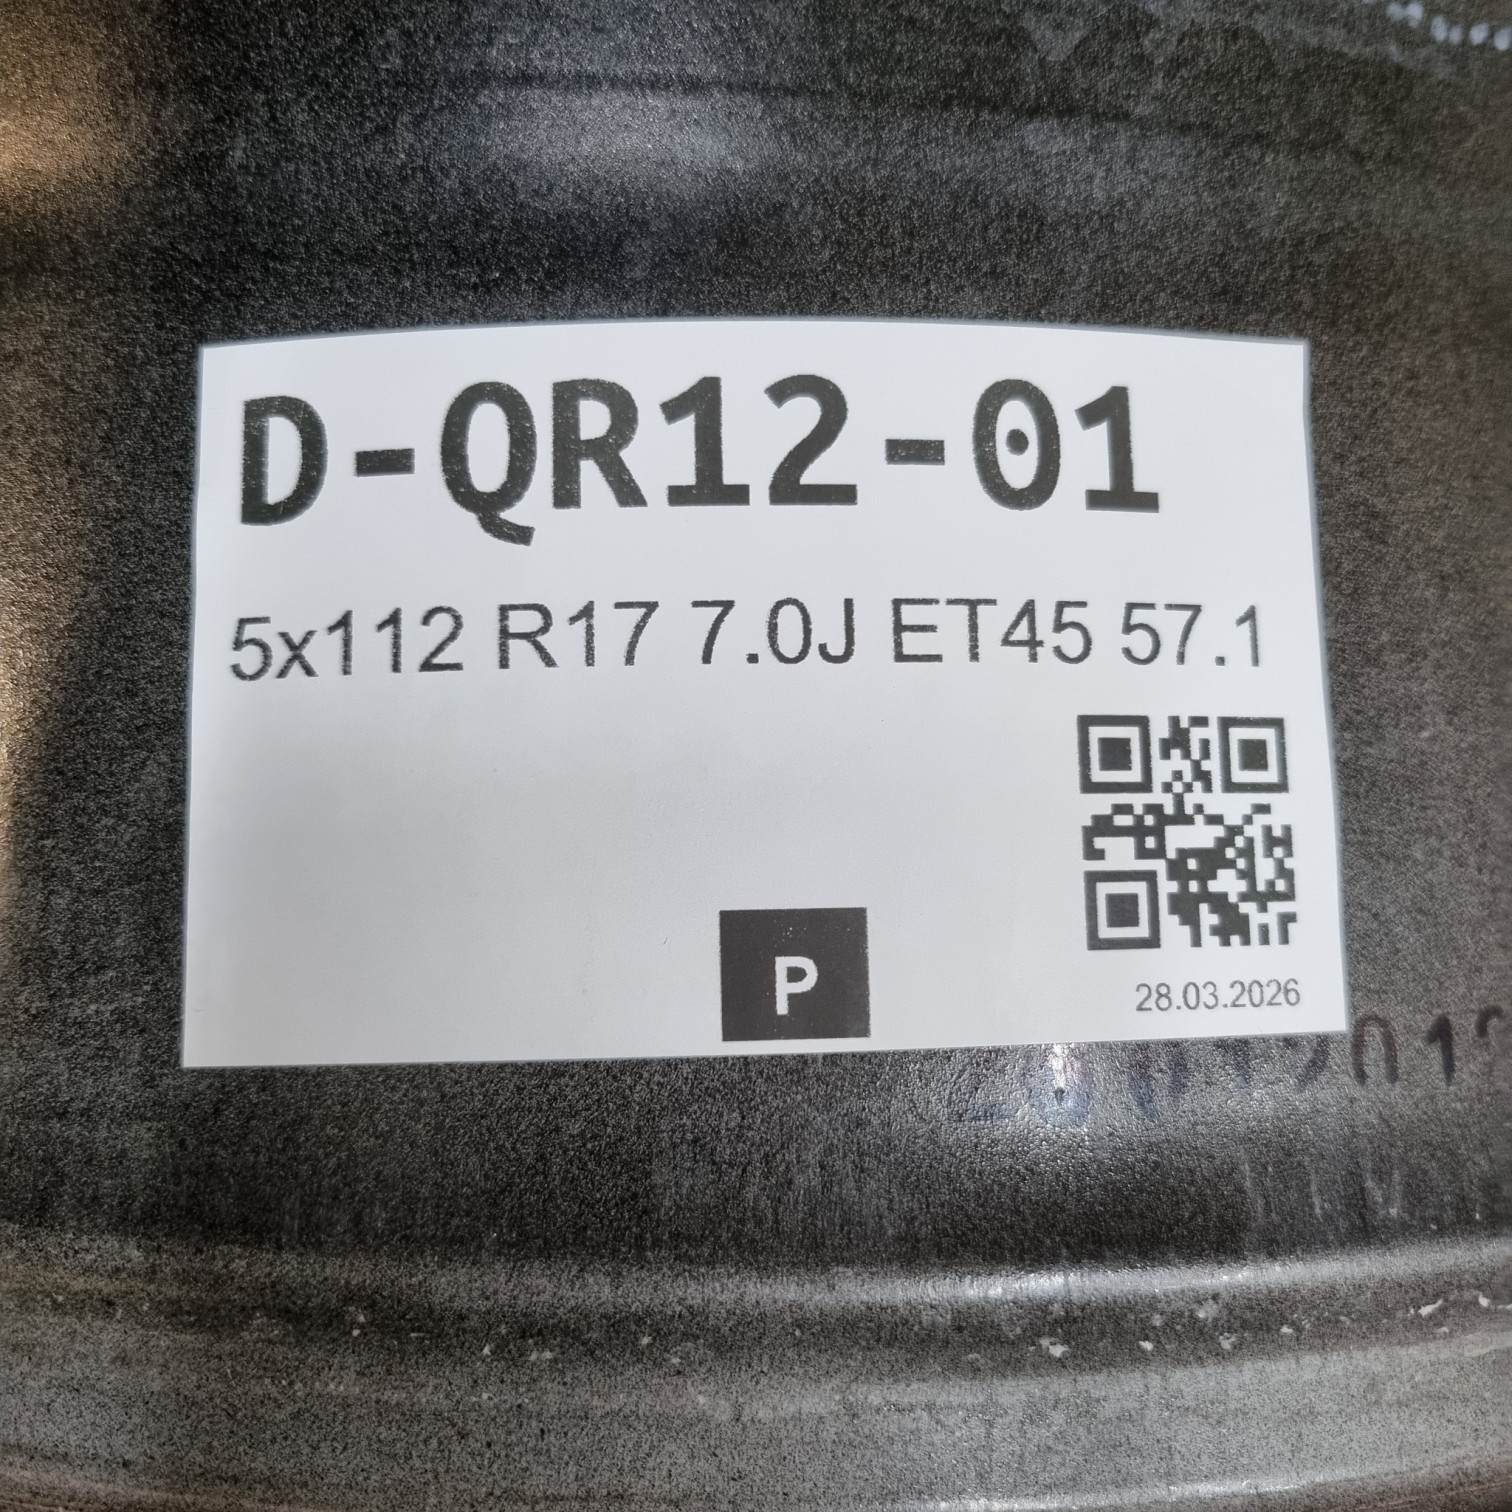 D-QR12-01
5x112 R17 7.0J ET45 57.1
P
28.03.2026